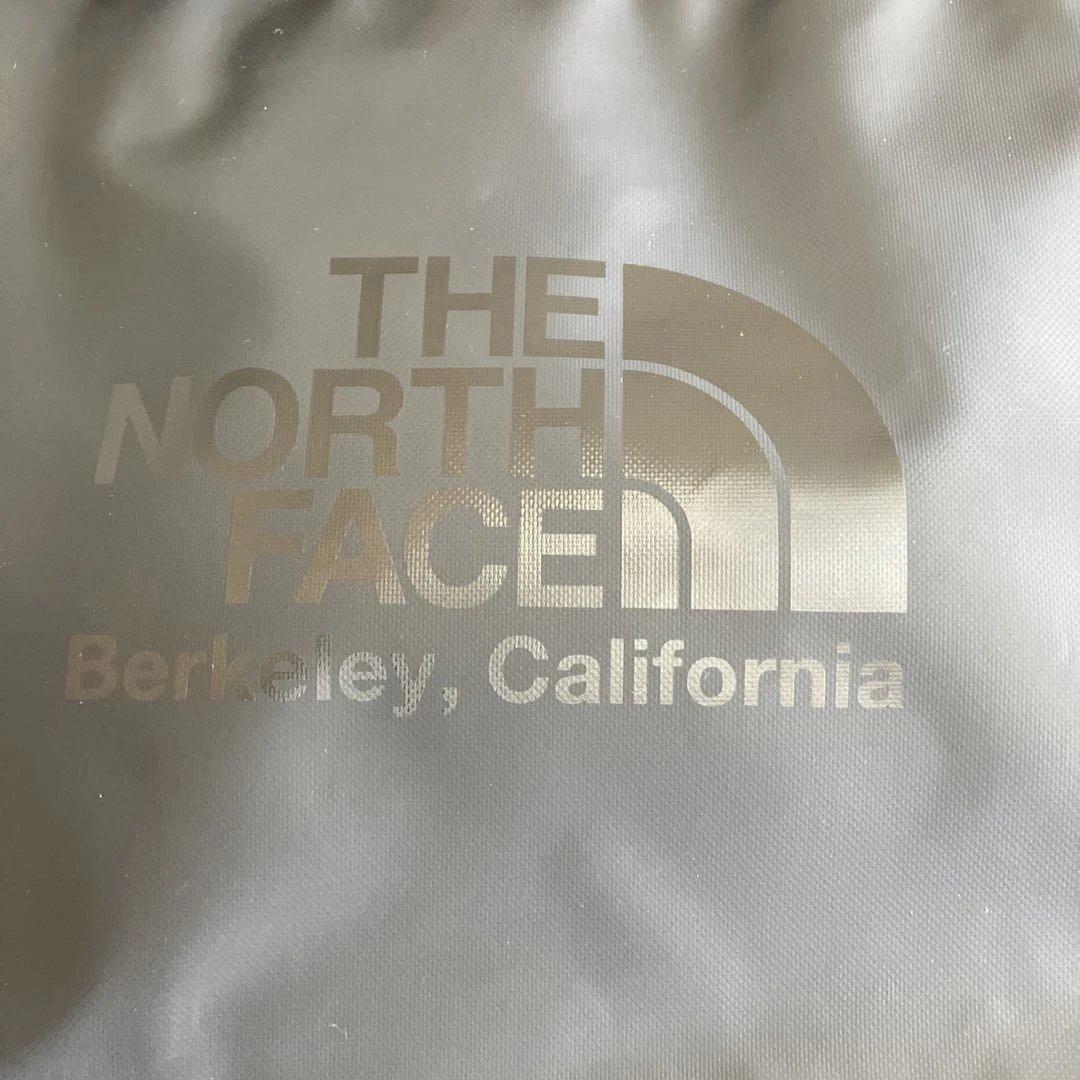 THE
NORTH
FACE
Berkeley, California